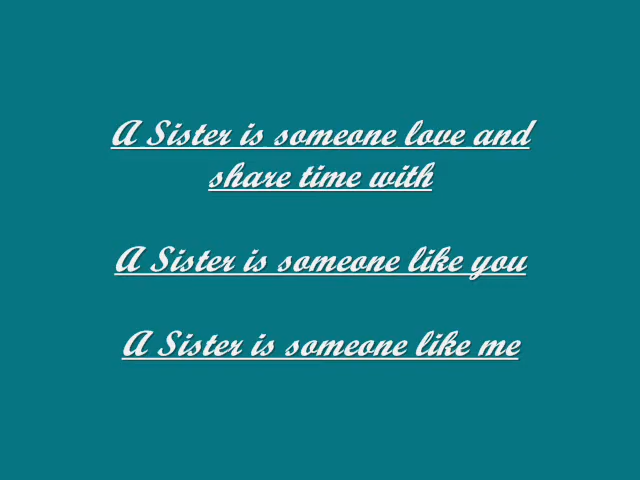 A Sister is someone love and
share time with
A Sister is someone like you
A Sister is someone like me